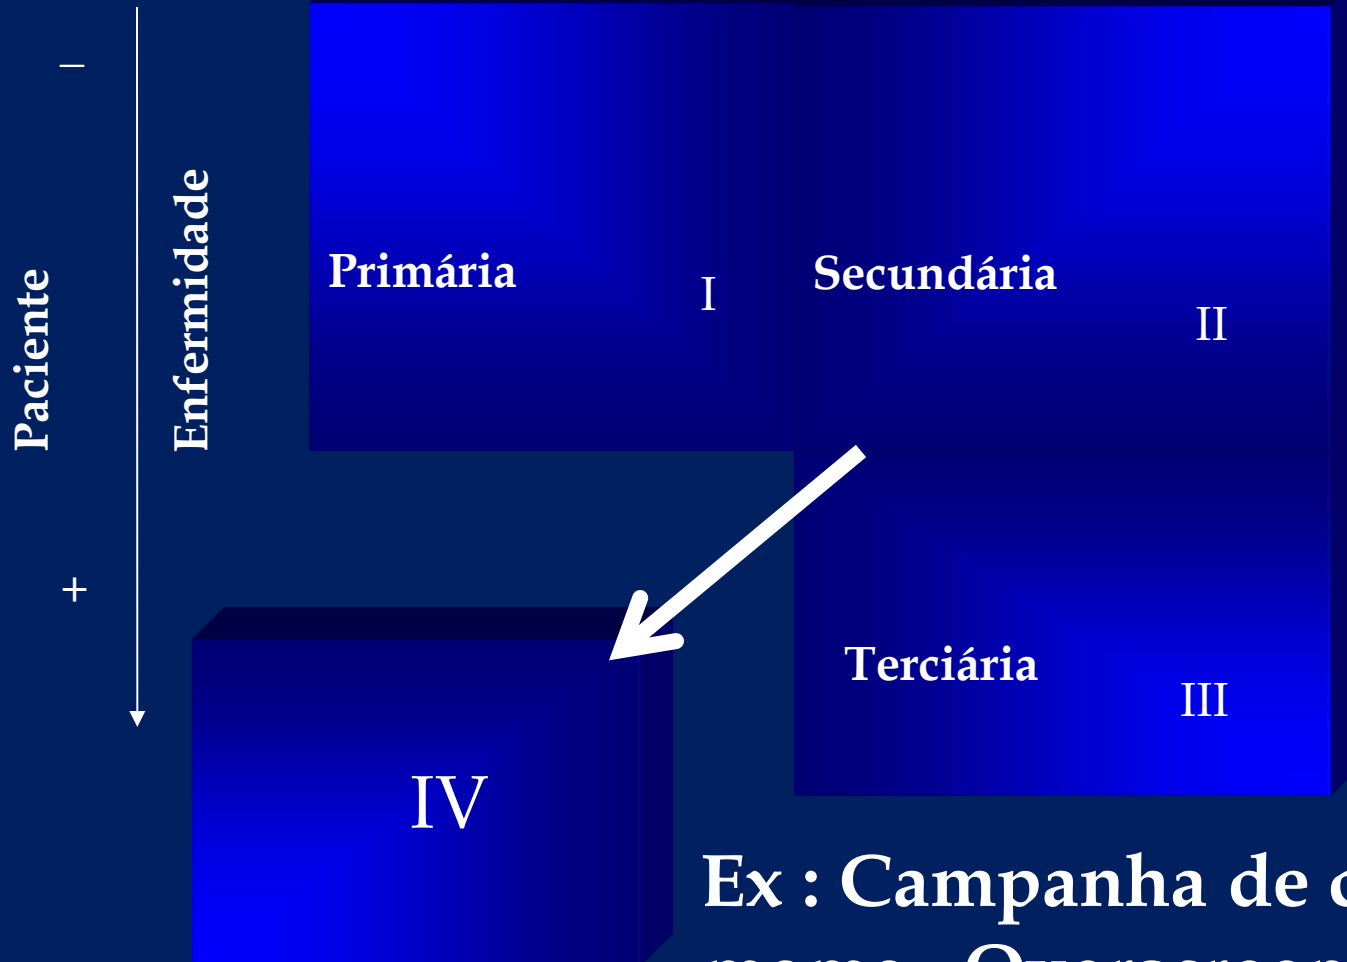 –
Paciente
Enfermidade
+
Primária
I
Secundária
II
Terciária
III
IV
Ex : Campanha de